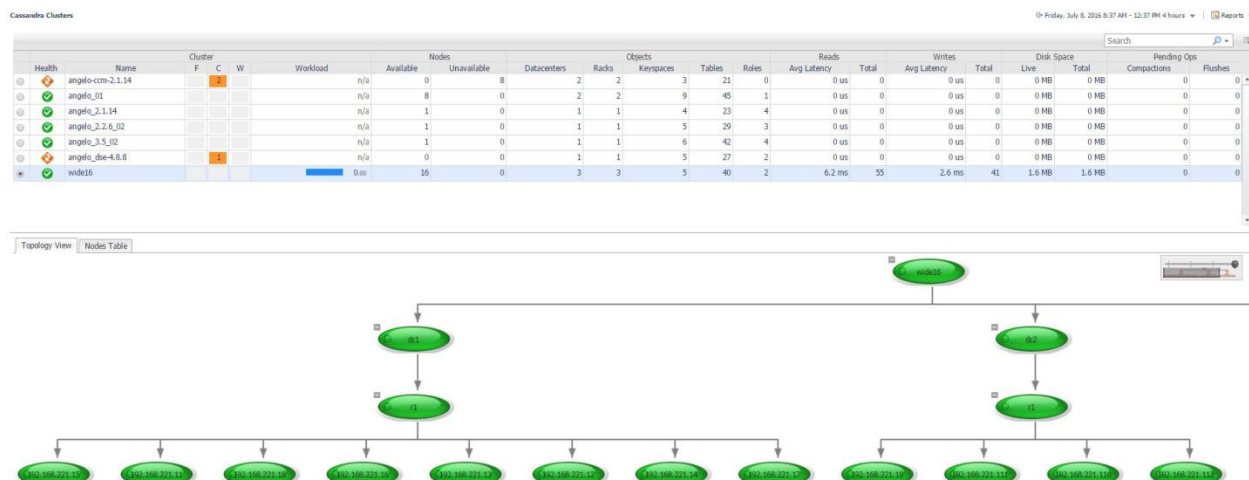 Cassandra Clusters
Friday, July 8, 2016 8:37 AM - 12:37 PM 4 hours
Reports
Search
Cluster Nodes Objects Reads Writes Disk Space Pending Ops
Health Name F C W Workload Available Unavailable Datacenters Racks Keyspaces Tables Roles Avg Latency Total Avg Latency Total Live Total Compactions Flushes
angelo-ccm-2.1.14 2 n/a 0 8 2 2 3 21 0 0 us 0 0 us 0 0 MB 0 MB 0 0
angelo_01 n/a 8 0 2 2 9 45 1 0 us 0 0 us 0 0 MB 0 MB 0 0
angelo_2.1.14 n/a 1 0 1 1 4 23 4 0 us 0 0 us 0 0 MB 0 MB 0 0
angelo_2.2.6_02 n/a 1 0 1 1 5 29 3 0 us 0 0 us 0 0 MB 0 MB 0 0
angelo_3.5_02 n/a 1 0 1 1 6 42 4 0 us 0 0 us 0 0 MB 0 MB 0 0
angelo_dse-4.8.8 1 n/a 0 0 1 1 5 27 2 0 us 0 0 us 0 0 MB 0 MB 0 0
wide16 0.00 16 0 3 3 5 40 2 6.2 ms 55 2.6 ms 41 1.6 MB 1.6 MB 0 0
Topology View Nodes Table
wide16
dc1 dc2
r1 r1
192.168.221.15 192.168.221.11 192.168.221.18 192.168.221.16 192.168.221.13 192.168.221.12 192.168.221.14 192.168.221.17 192.168.221.19 192.168.221.111 192.168.221.110 192.168.221.112